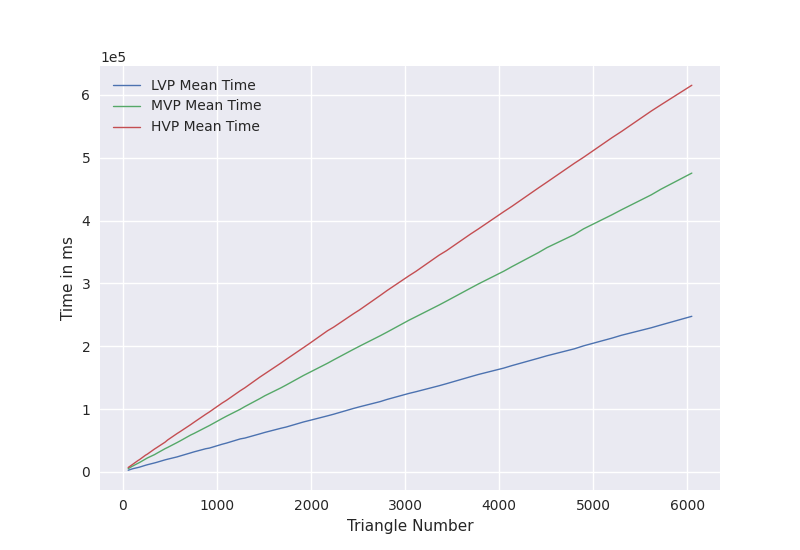 1e5
LVP Mean Time
MVP Mean Time
HVP Mean Time
6
5
4
3
2
1
0
Time in ms
0 1000 2000 3000 4000 5000 6000
Triangle Number